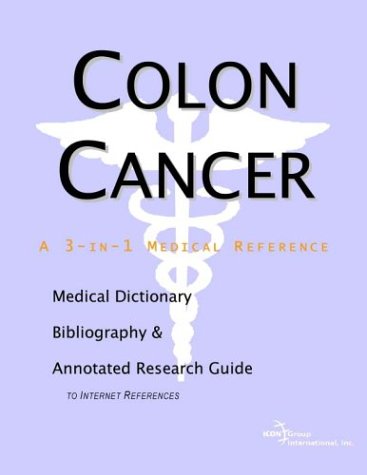 COLON
CANCER
A 3-IN-1 MEDICAL REFERENCE
Medical Dictionary
Bibliography &
Annotated Research Guide
TO INTERNET REFERENCES
ICON Group
International, Inc.